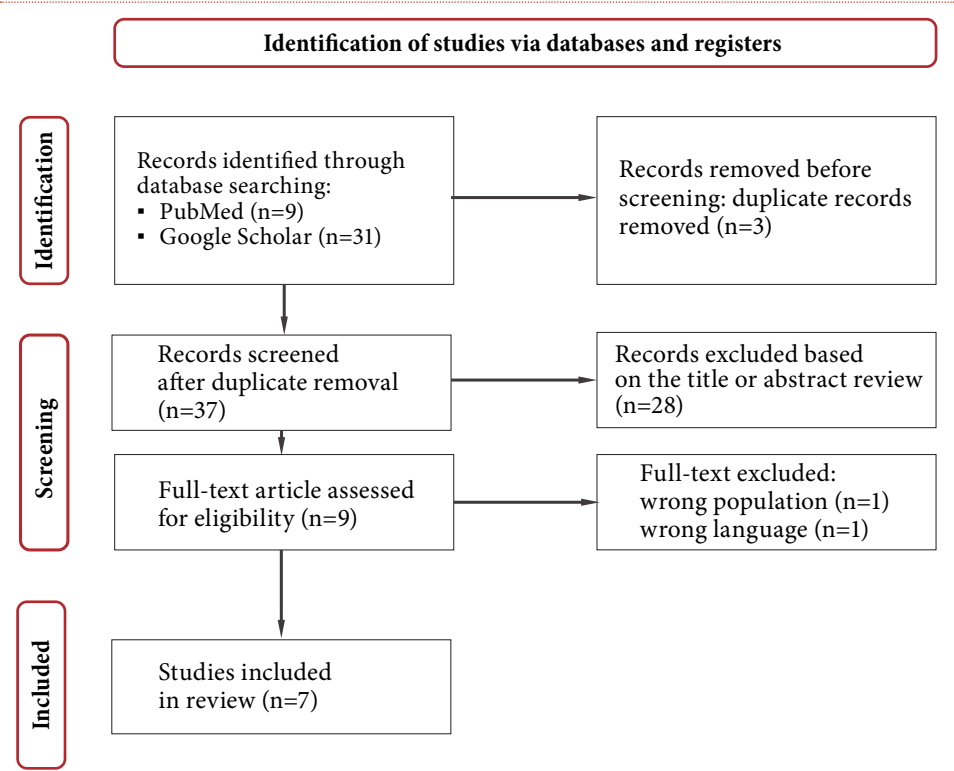 Identification of studies via databases and registers
Identification
Records identified through
database searching:
▪ PubMed (n=9)
▪ Google Scholar (n=31)
Records removed before
screening: duplicate records
removed (n=3)
Screening
Records screened
after duplicate removal
(n=37)
Records excluded based
on the title or abstract review
(n=28)
Full-text article assessed
for eligibility (n=9)
Full-text excluded:
wrong population (n=1)
wrong language (n=1)
Included
Studies included
in review (n=7)